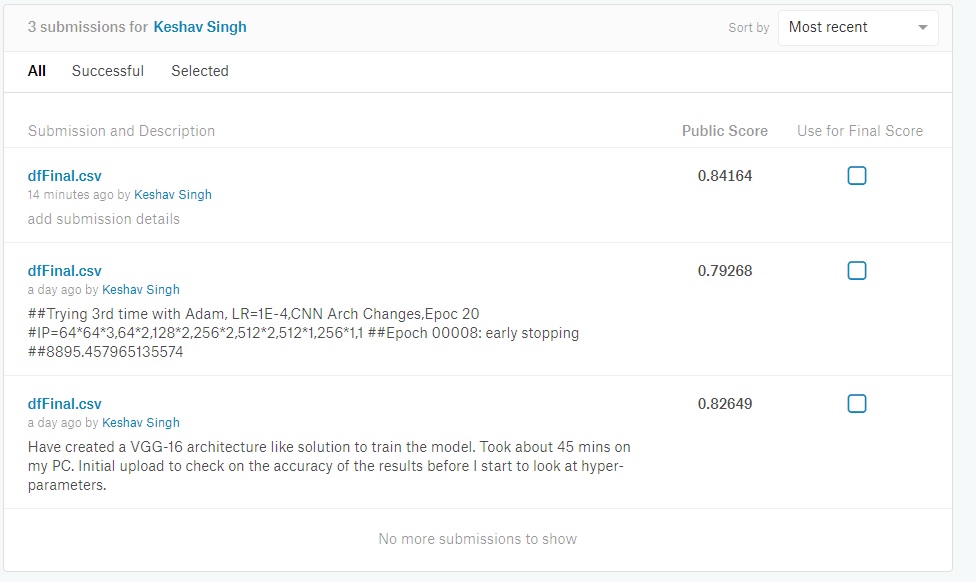 3 submissions for Keshav Singh
Sort by Most recent
All Successful Selected
Submission and Description Public Score Use for Final Score
dfFinal.csv 0.84164
14 minutes ago by Keshav Singh
add submission details
dfFinal.csv 0.79268
a day ago by Keshav Singh
##Trying 3rd time with Adam, LR=1E-4,CNN Arch Changes,Epoc 20
#IP=64*64*3,64*2,128*2,256*2,512*2,512*1,256*1,1 ##Epoch 00008: early stopping
##8895.457965135574
dfFinal.csv 0.82649
a day ago by Keshav Singh
Have created a VGG-16 architecture like solution to train the model. Took about 45 mins on
my PC. Initial upload to check on the accuracy of the results before I start to look at hyper-
parameters.
No more submissions to show